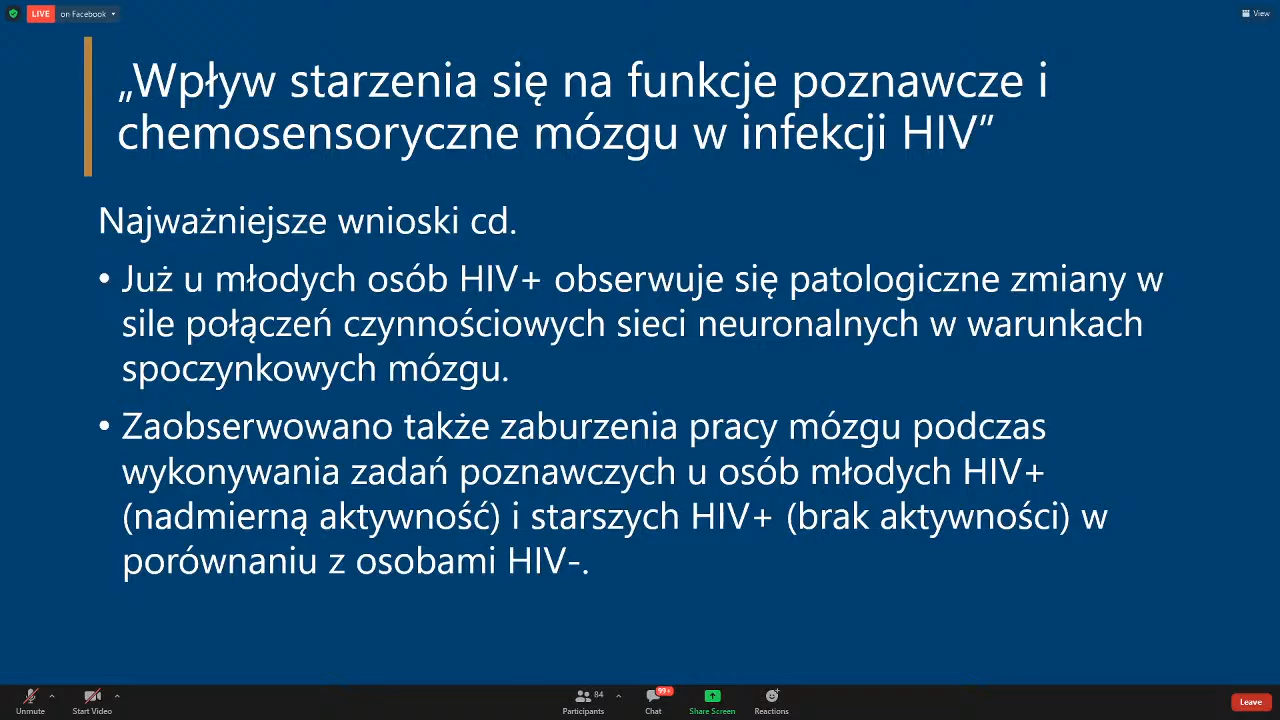 LIVE on Facebook
View
„Wpływ starzenia się na funkcje poznawcze i
chemosensoryczne mózgu w infekcji HIV”
Najważniejsze wnioski cd.
• Już u młodych osób HIV+ obserwuje się patologiczne zmiany w
sile połączeń czynnościowych sieci neuronalnych w warunkach
spoczynkowych mózgu.
• Zaobserwowano także zaburzenia pracy mózgu podczas
wykonywania zadań poznawczych u osób młodych HIV+
(nadmierną aktywność) i starszych HIV+ (brak aktywności) w
porównaniu z osobami HIV-.
Unmute
Start Video
84
Participants
99+
Chat
Share Screen
Reactions
Leave